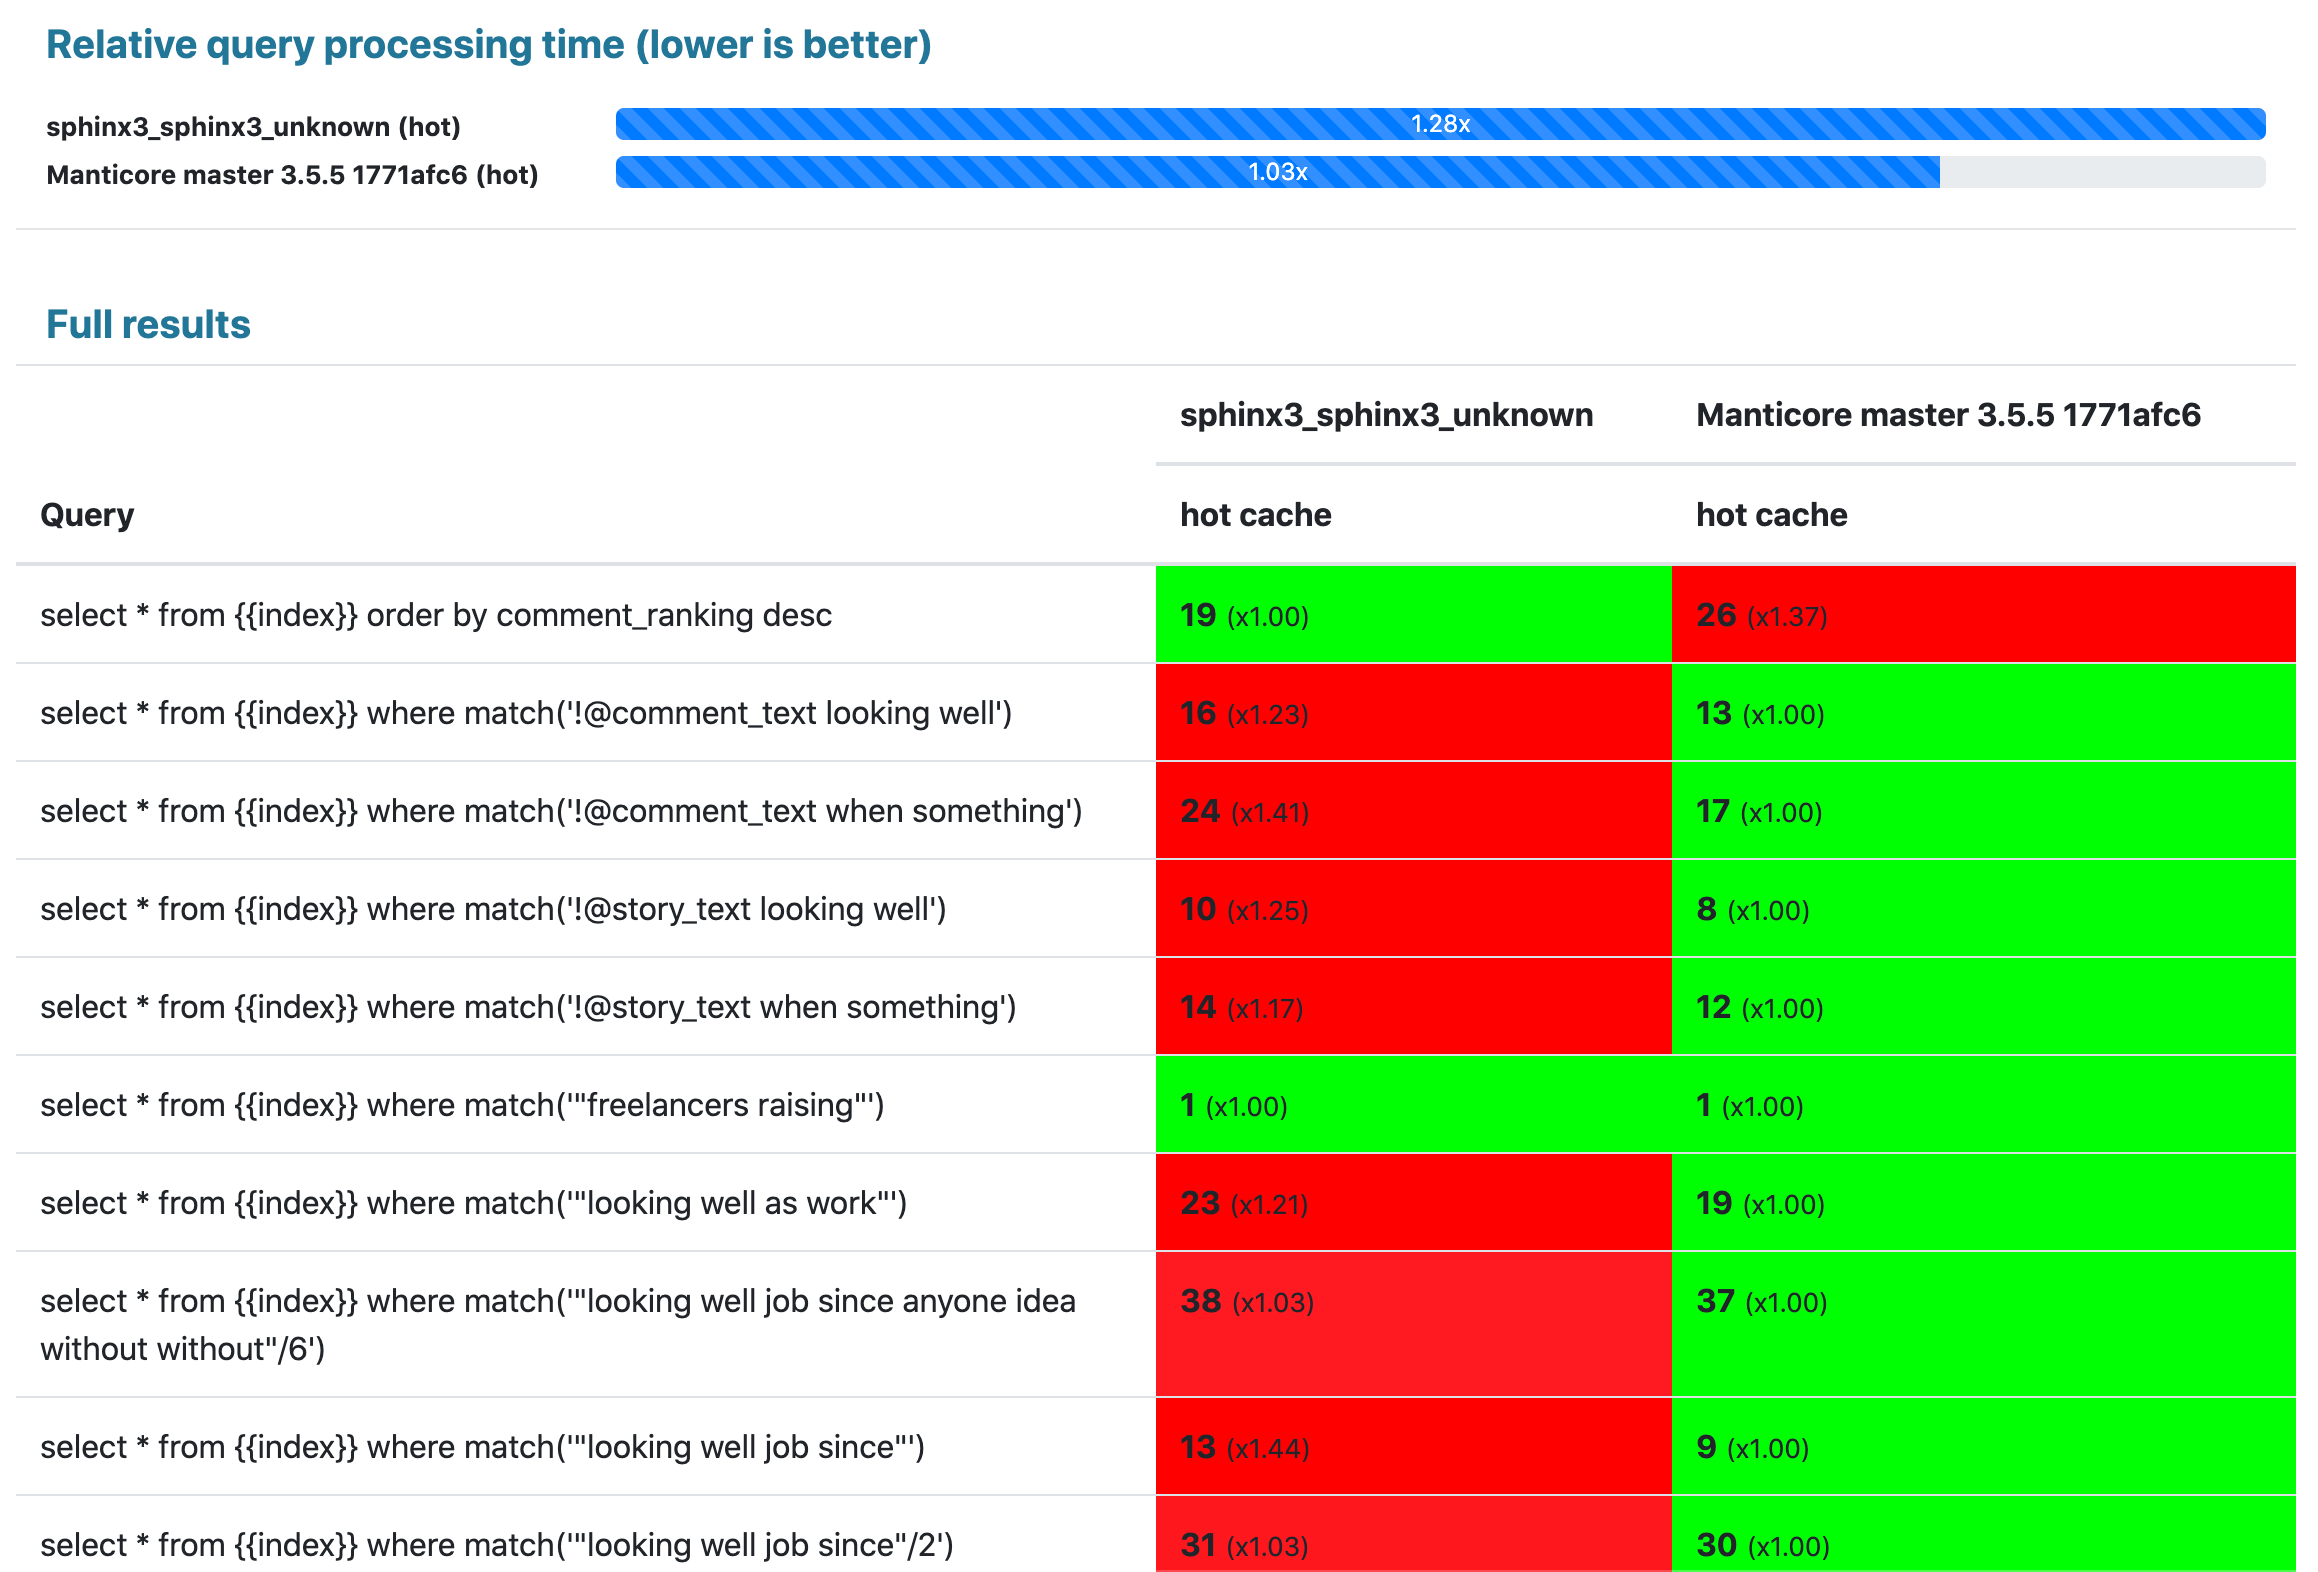 Relative query processing time (lower is better)
sphinx3_sphinx3_unknown (hot)
1.28x
Manticore master 3.5.5 1771afc6 (hot)
1.03x
Full results
sphinx3_sphinx3_unknown Manticore master 3.5.5 1771afc6
Query hot cache hot cache
select * from {{index}} order by comment_ranking desc 19 (x1.00) 26 (x1.37)
select * from {{index}} where match('!@comment_text looking well') 16 (x1.23) 13 (x1.00)
select * from {{index}} where match('!@comment_text when something') 24 (x1.41) 17 (x1.00)
select * from {{index}} where match('!@story_text looking well') 10 (x1.25) 8 (x1.00)
select * from {{index}} where match('!@story_text when something') 14 (x1.17) 12 (x1.00)
select * from {{index}} where match('"freelancers raising"') 1 (x1.00) 1 (x1.00)
select * from {{index}} where match('"looking well as work"') 23 (x1.21) 19 (x1.00)
select * from {{index}} where match('"looking well job since anyone idea 38 (x1.03) 37 (x1.00)
without without"/6')
select * from {{index}} where match('"looking well job since"') 13 (x1.44) 9 (x1.00)
select * from {{index}} where match('"looking well job since"/2') 31 (x1.03) 30 (x1.00)